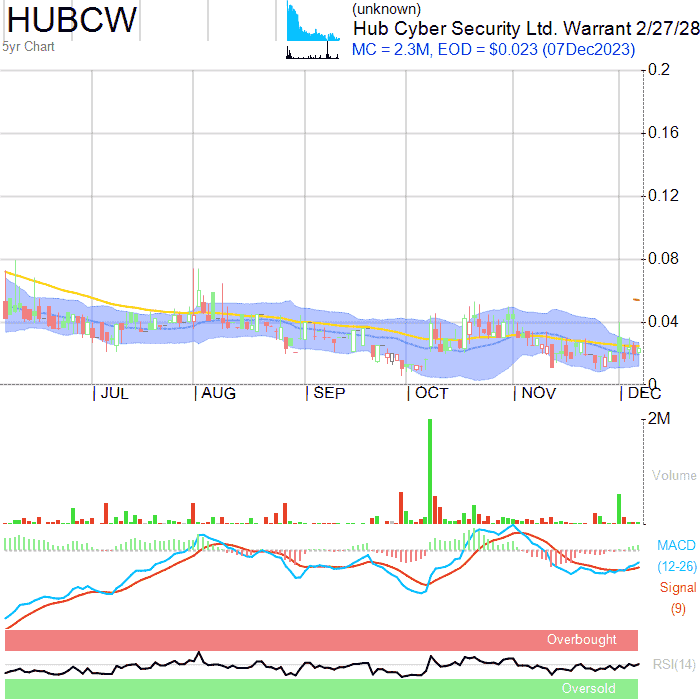 HUBCW
(unknown)
Hub Cyber Security Ltd. Warrant 2/27/28
5yr Chart
MC = 2.3M, EOD = $0.023 (07Dec2023)
0.2
0.16
0.12
0.08
0.04
0
JUL
AUG
SEP
OCT
NOV
DEC
2M
Volume
MACD
(12-26)
Signal
(9)
Overbought
RSI(14)
Oversold